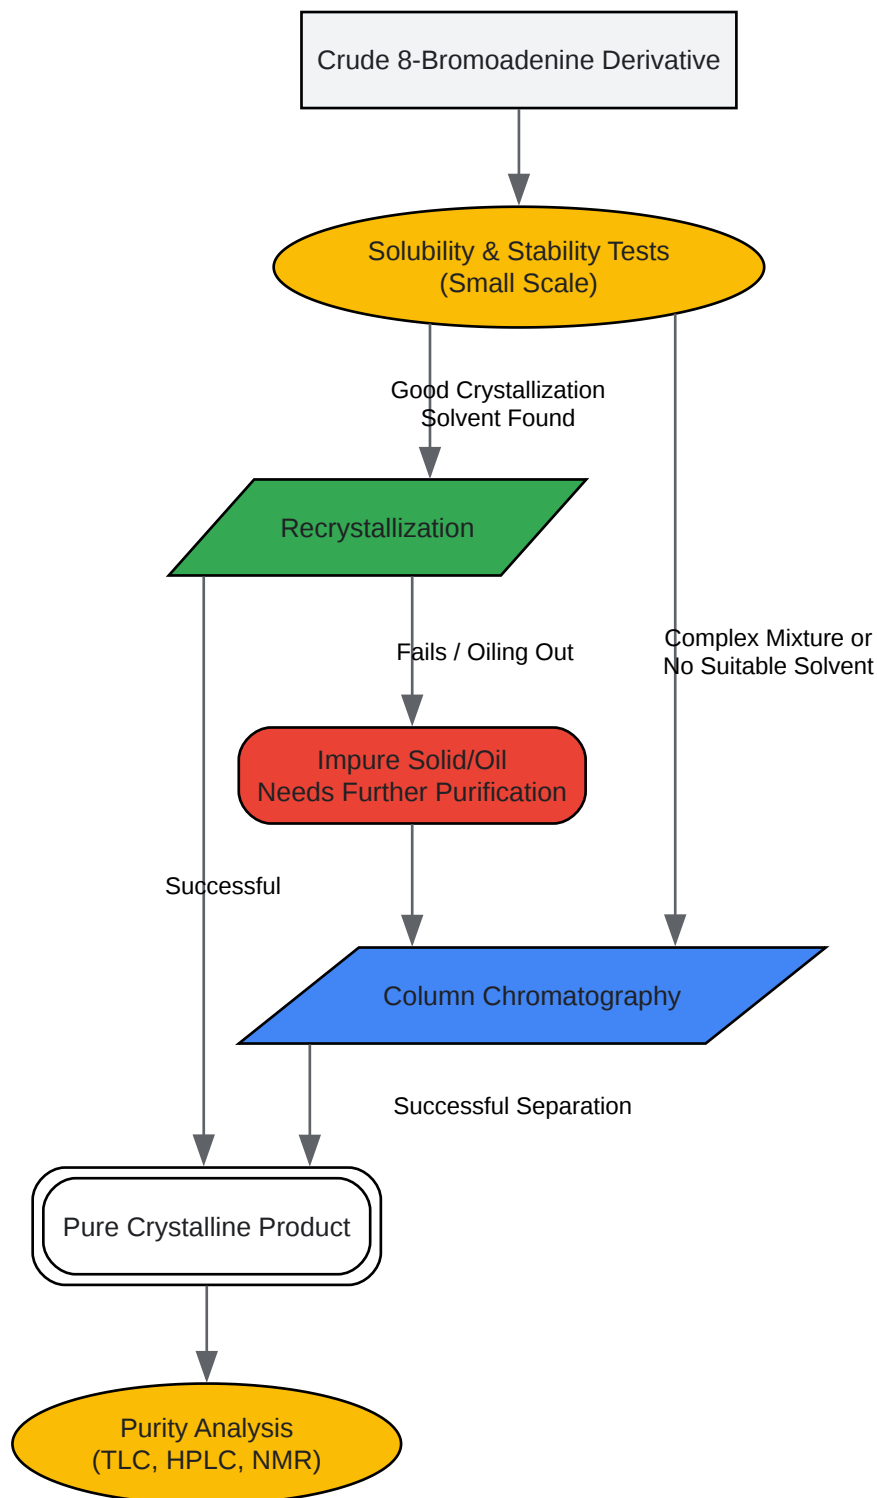 Crude 8-Bromoadenine Derivative
Solubility & Stability Tests
(Small Scale)
Good Crystallization
Solvent Found
Recrystallization
Fails / Oiling Out
Complex Mixture or
No Suitable Solvent
Impure Solid/Oil
Needs Further Purification
Successful
Column Chromatography
Successful Separation
Pure Crystalline Product
Purity Analysis
(TLC, HPLC, NMR)